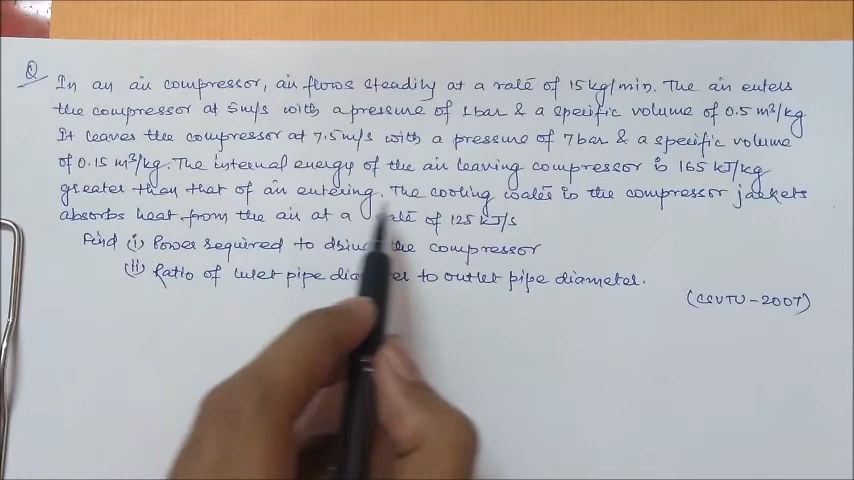 Q In an air compressor, air flows steadily at a rate of 15 kg/min. The air enters
the compressor at 5m/s with a pressure of 1 bar & a specific volume of 0.5 m³/kg
It leaves the compressor at 7.5 m/s with a pressure of 7 bar & a specific volume
of 0.15 m³/kg. The internal energy of the air leaving compressor is 165 kJ/kg
greater than that of air entering. The cooling water in the compressor jackets
absorbs heat from the air at a rate of 125 kJ/s
Find (i) Power required to the compressor
(ii) Ratio of inlet pipe diameter to outlet pipe diameter.
(CSVTU-2007)